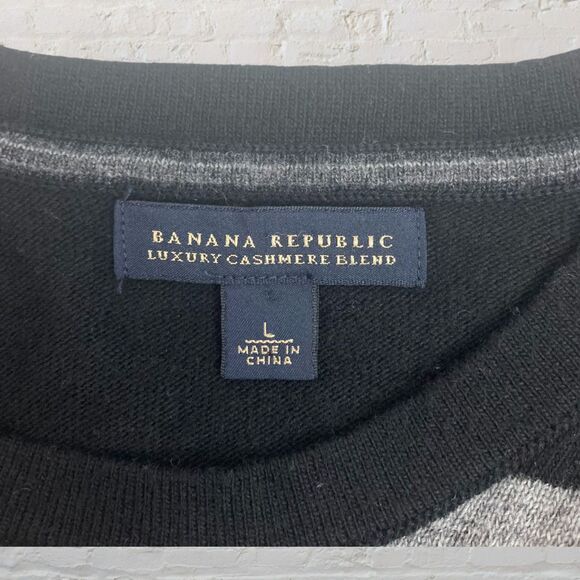 BANANA REPUBLIC
LUXURY CASHMERE BLEND
L
MADE IN
CHINA